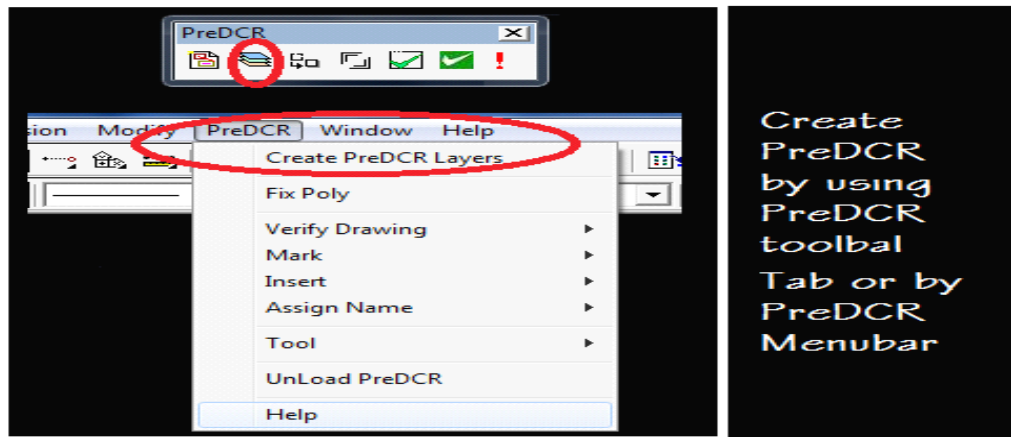 PreDCR
sion Modify PreDCR Window Help
Create PreDCR Layers
Fix Poly
Verify Drawing
Mark
Insert
Assign Name
Tool
UnLoad PreDCR
Help
Create
PreDCR
by using
PreDCR
toolbal
Tab or by
PreDCR
Menubar